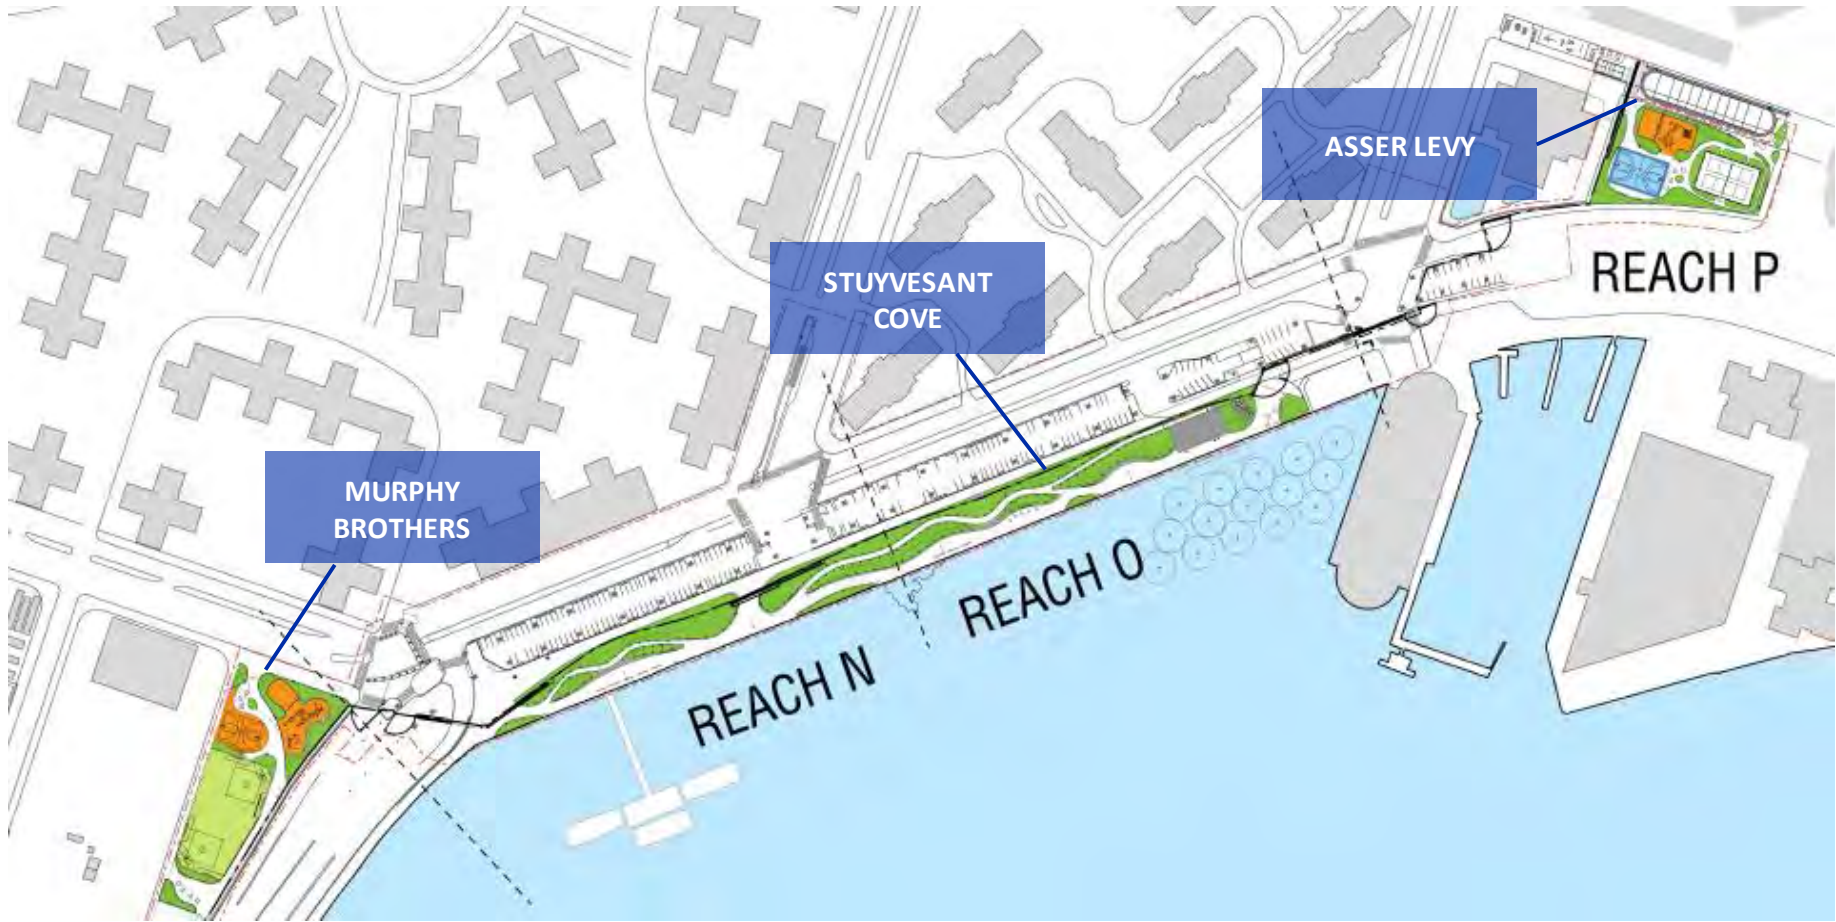 ASSER LEVY
REACH P
STUYVESANT
COVE
MURPHY
BROTHERS
REACH O
REACH N